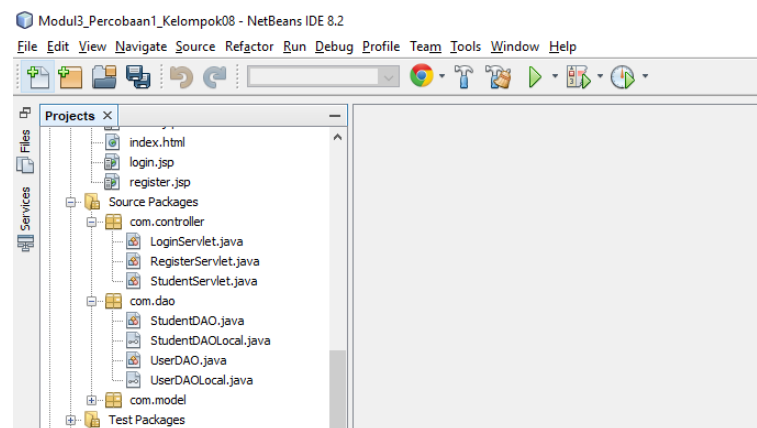 Modul3_Percobaan1_Kelompok08 - NetBeans IDE 8.2
File Edit View Navigate Source Refactor Run Debug Profile Team Tools Window Help
Projects
Files
Services
index.html
login.jsp
register.jsp
Source Packages
com.controller
LoginServlet.java
RegisterServlet.java
StudentServlet.java
com.dao
StudentDAO.java
StudentDAOLocal.java
UserDAO.java
UserDAOLocal.java
com.model
Test Packages